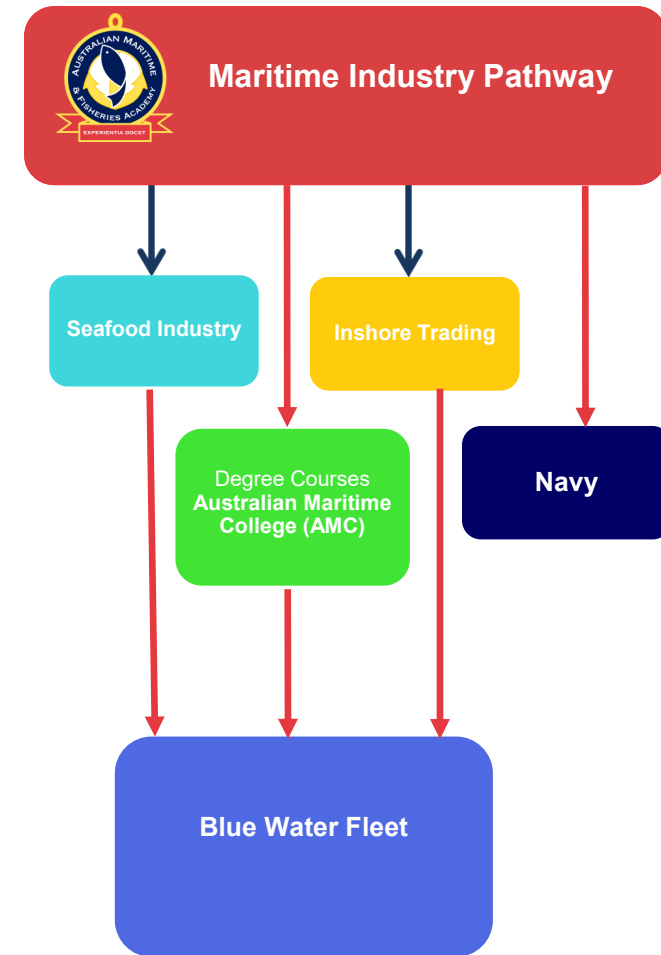 AUSTRALIAN MARITIME
& FISHERIES ACADEMY
EXPERIENTIA DOCET
Maritime Industry Pathway
Seafood Industry
Inshore Trading
Degree Courses
Australian Maritime
College (AMC)
Navy
Blue Water Fleet